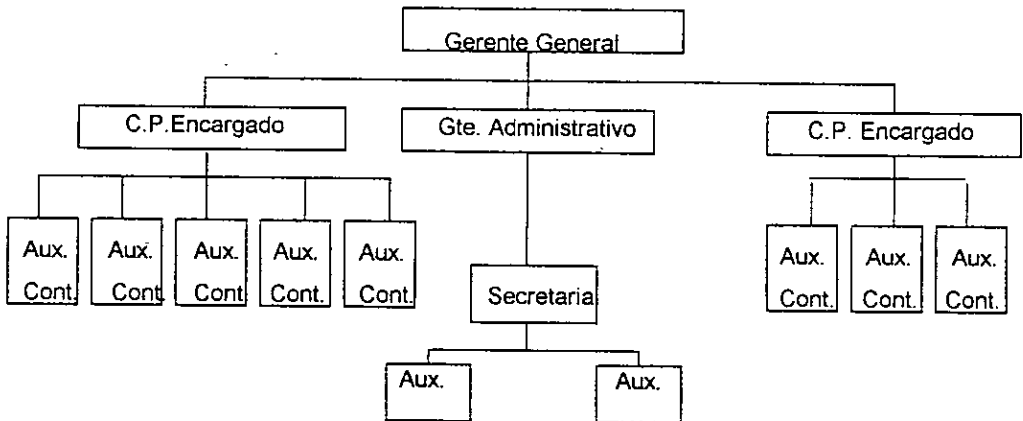 Gerente General
C.P.Encargado
Gte. Administrativo
C.P. Encargado
Aux.
Cont.
Aux.
Cont
Aux.
Cont
Aux.
Cont.
Aux.
Cont.
Secretaria
Aux.
Cont.
Aux.
Cont.
Aux.
Cont.
Aux.
Aux.